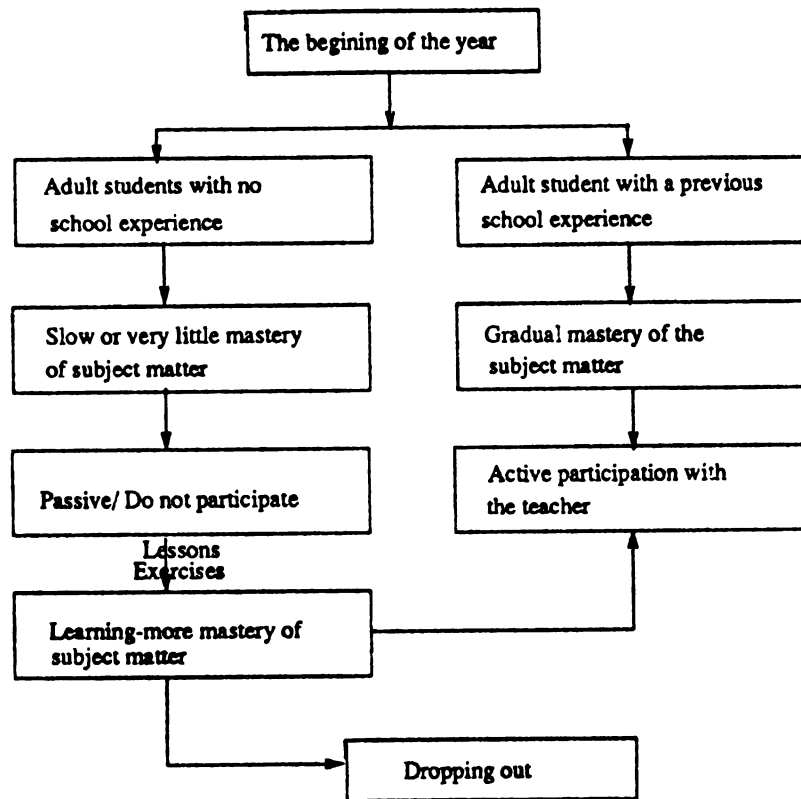 The begining of the year
Adult students with no
school experience
Adult student with a previous
school experience
Slow or very little mastery
of subject matter
Gradual mastery of the
subject matter
Passive/ Do not participate
Active participation with
the teacher
Lessons
Exercises
Learning-more mastery of
subject matter
Dropping out